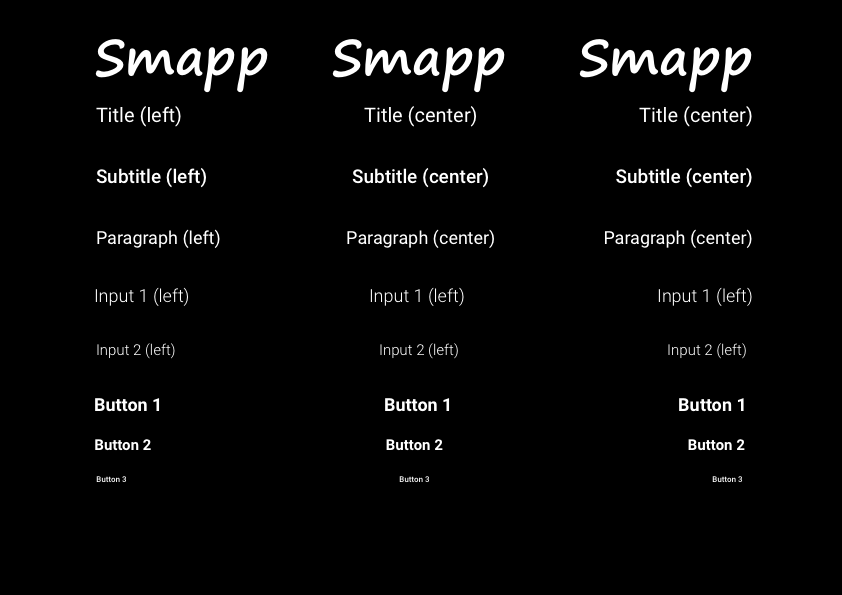 Smapp Smapp Smapp
Title (left) Title (center) Title (center)
Subtitle (left) Subtitle (center) Subtitle (center)
Paragraph (left) Paragraph (center) Paragraph (center)
Input 1 (left) Input 1 (left) Input 1 (left)
Input 2 (left) Input 2 (left) Input 2 (left)
Button 1 Button 1 Button 1
Button 2 Button 2 Button 2
Button 3 Button 3 Button 3